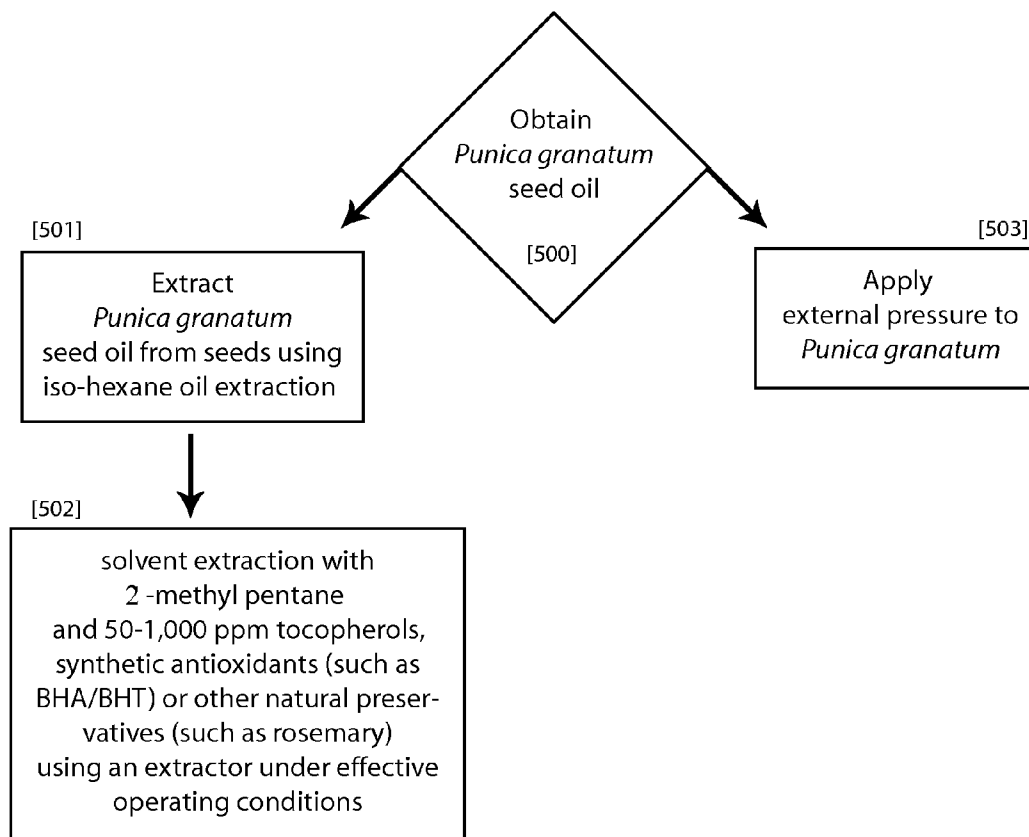 Obtain
Punica granatum
seed oil
[500]
[501]
Extract
Punica granatum
seed oil from seeds using
iso-hexane oil extraction
[503]
Apply
external pressure to
Punica granatum
[502]
solvent extraction with
2 -methyl pentane
and 50-1,000 ppm tocopherols,
synthetic antioxidants (such as
BHA/BHT) or other natural preser-
vatives (such as rosemary)
using an extractor under effective
operating conditions